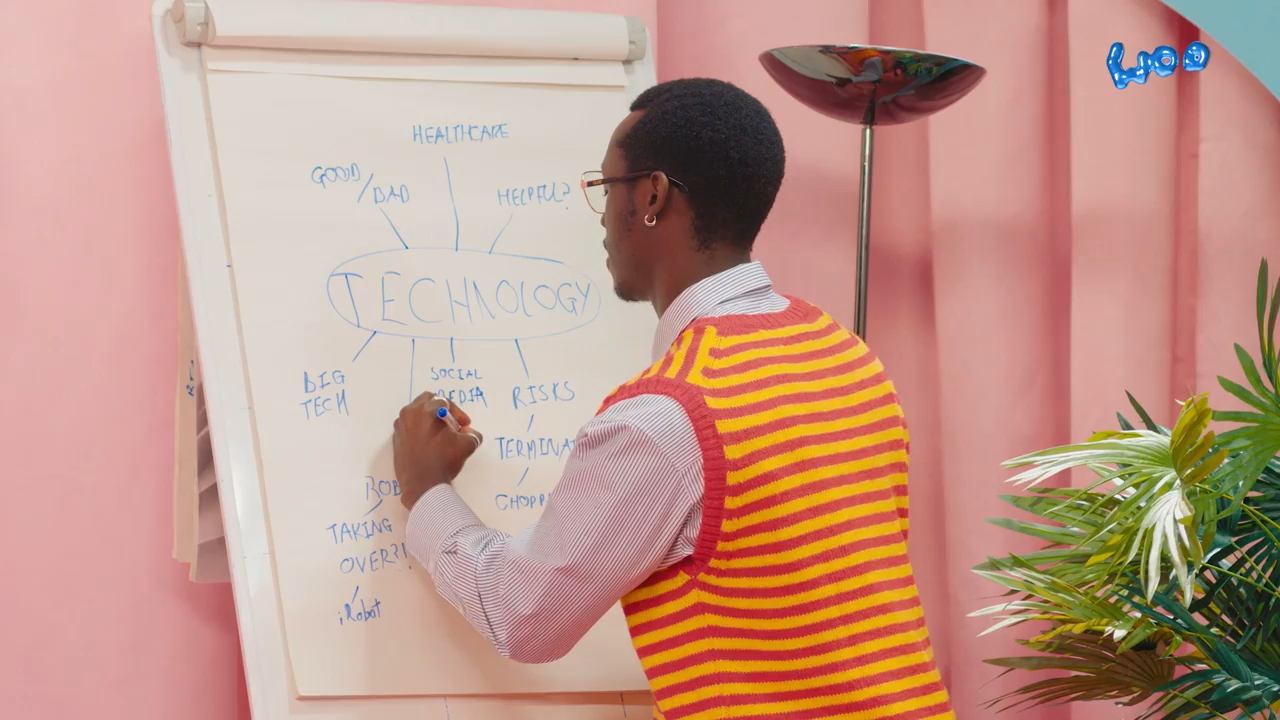 HEALTHCARE
GOOD / BAD
HELPFUL?
TECHNOLOGY
BIG
TECH
SOCIAL
RISKS
TAKING
OVER?!
iRobot